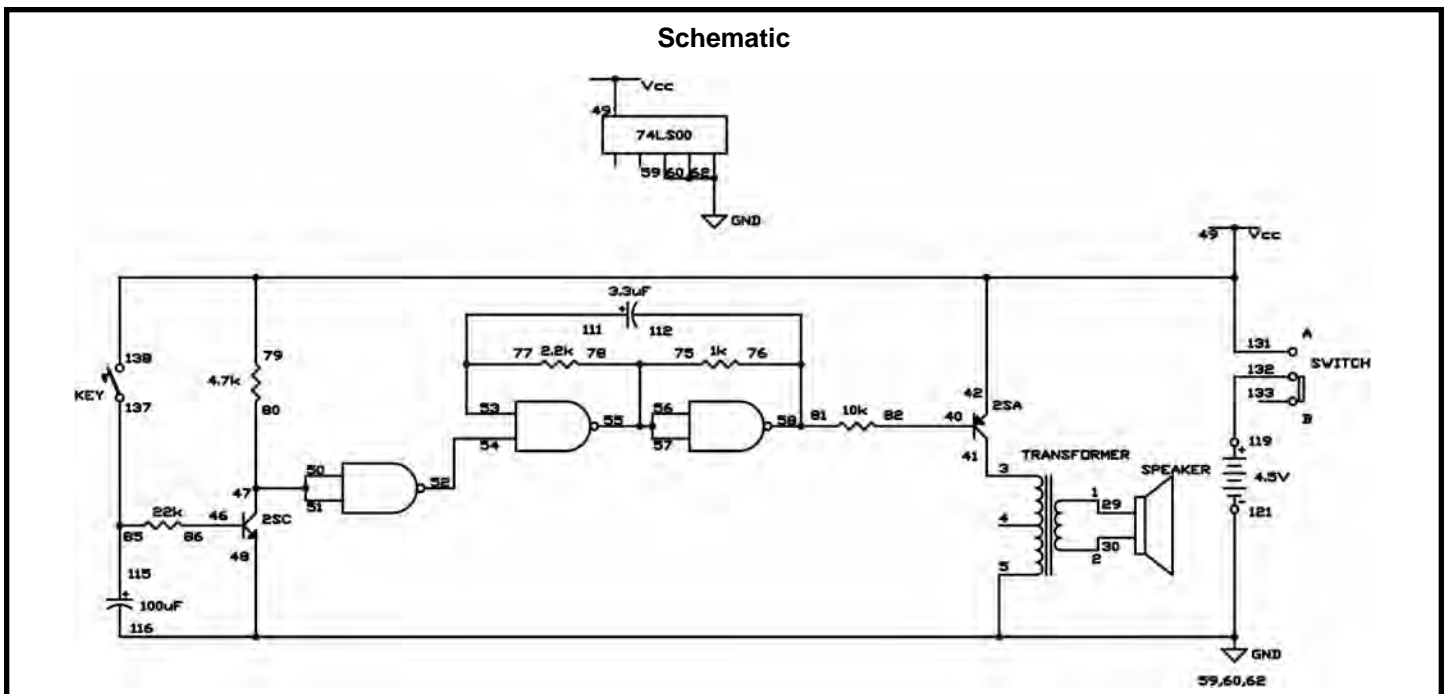 Schematic
Vcc
49
74LS00
59 60 62
GND
49 Vcc
3.3uF
+
111 112
77 2.2k 78
75 1k 76
138
KEY
137
79
4.7k
80
131
A
SWITCH
132
133
B
53
54
55
56
57
58
81 10k 82
42
40 2SA
41
TRANSFORMER
SPEAKER
119
+
4.5V
-
121
50
51
52
47
22k
46
2SC
85 86
48
3
4
5
1
29
30
2
115
+
100uF
116
GND
59,60,62